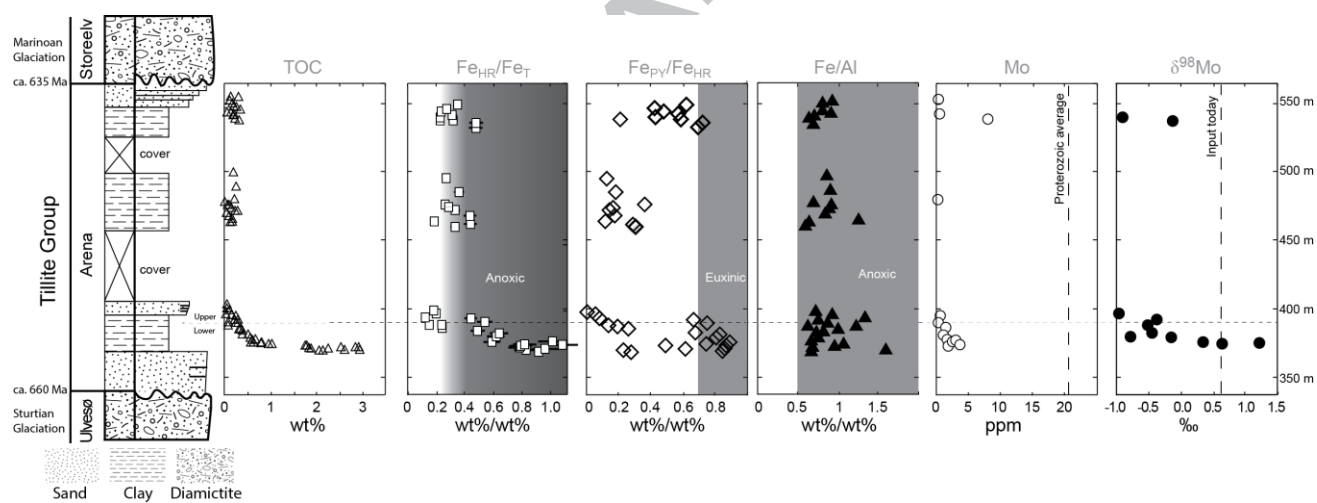 Tillite Group
Storeelv
Arena
Ulvesø
Marinoan
Glaciation
ca. 635 Ma
ca. 660 Ma
Sturtian
Glaciation
cover
cover
Upper
Lower
TOC
0 1 2 3
wt%
FeHR/FeT
Anoxic
0 0.2 0.4 0.6 0.8 1.0
wt%/wt%
FePY/FeHR
Euxinic
0 0.2 0.4 0.6 0.8
wt%/wt%
Fe/Al
Anoxic
0 0.5 1.0 1.5
wt%/wt%
Mo
Proterozoic average
0 5 10 15 20 25
ppm
δ98Mo
Input today
-1.0 -0.5 0.0 0.5 1.0 1.5
‰
550 m
500 m
450 m
400 m
350 m
Sand Clay Diamictite